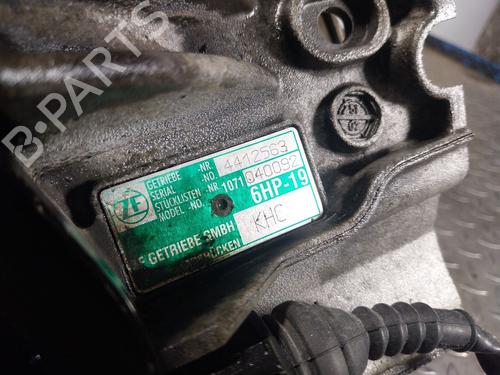 B-PARTS
ZF
GETRIEBE -NR
SERIAL NO. 4412563
STÜCKLISTEN -NR
MODEL -NO. 1071 040092
6HP-19
GETRIEBE GMBH
KHC